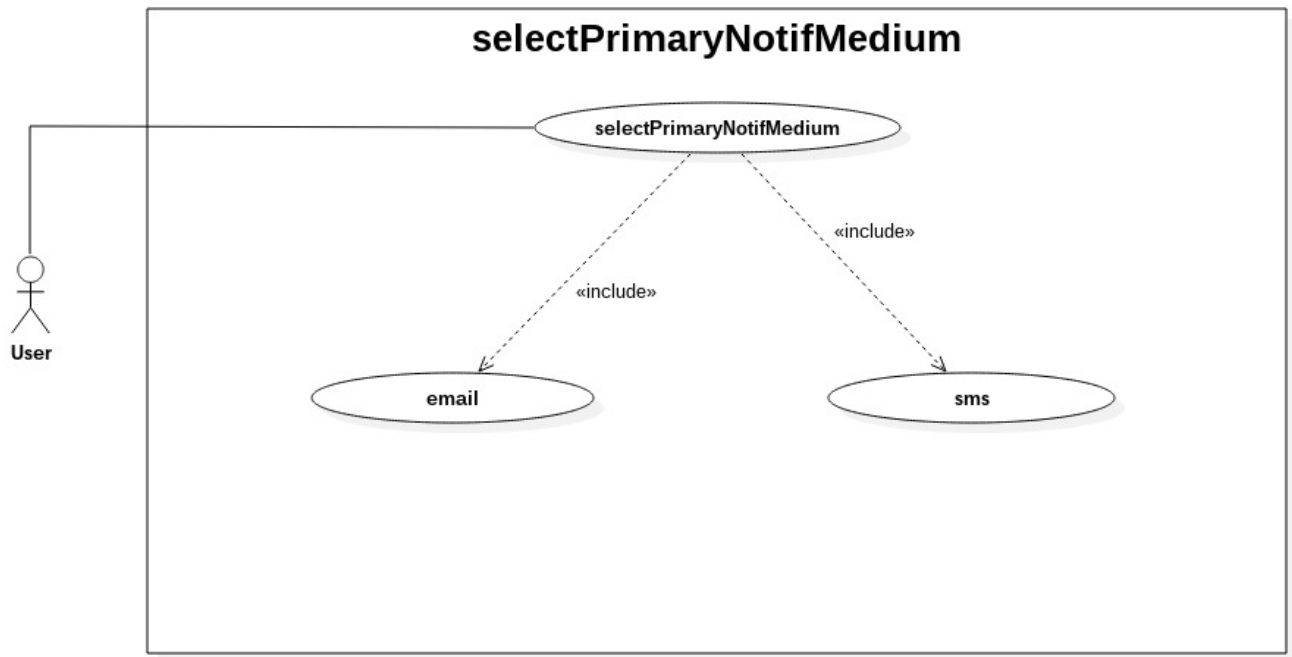 selectPrimaryNotifMedium
selectPrimaryNotifMedium
«include»
«include»
User
email
sms